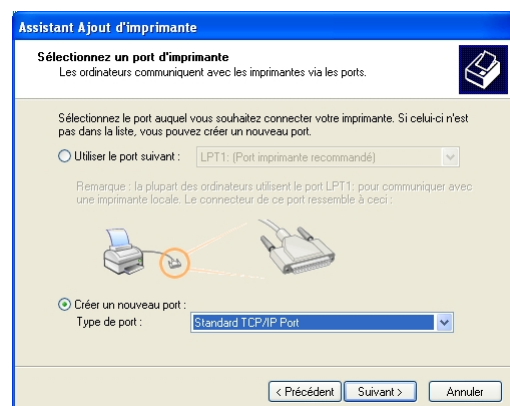 Assistant Ajout d'imprimante
Sélectionnez un port d'imprimante
Les ordinateurs communiquent avec les imprimantes via les ports.
Sélectionnez le port auquel vous souhaitez connecter votre imprimante. Si celui-ci n'est
pas dans la liste, vous pouvez créer un nouveau port.
Utiliser le port suivant : LPT1: (Port imprimante recommandé)
Remarque : la plupart des ordinateurs utilisent le port LPT1: pour communiquer avec
une imprimante locale. Le connecteur de ce port ressemble à ceci :
Créer un nouveau port :
Type de port : Standard TCP/IP Port
< Précédent Suivant > Annuler